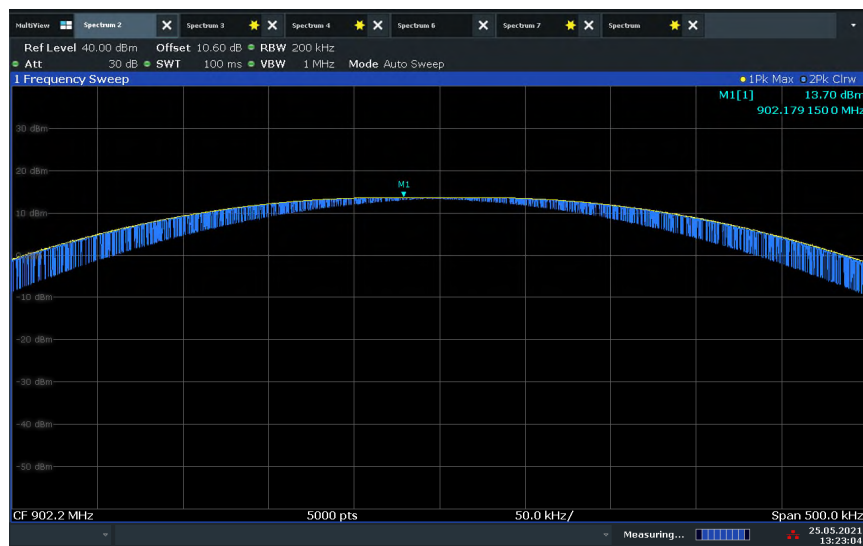 MultiView Spectrum 2 Spectrum 3 Spectrum 4 Spectrum 6 Spectrum 7 Spectrum
Ref Level 40.00 dBm Offset 10.60 dB RBW 200 kHz
Att 30 dB SWT 100 ms VBW 1 MHz Mode Auto Sweep
1 Frequency Sweep 1Pk Max 2Pk Clrw
M1[1] 13.70 dBm
902.179 150 0 MHz
30 dBm
20 dBm
M1
10 dBm
-10 dBm
-20 dBm
-30 dBm
-40 dBm
-50 dBm
CF 902.2 MHz 5000 pts 50.0 kHz/ Span 500.0 kHz
Measuring... 25.05.2021
13:23:04